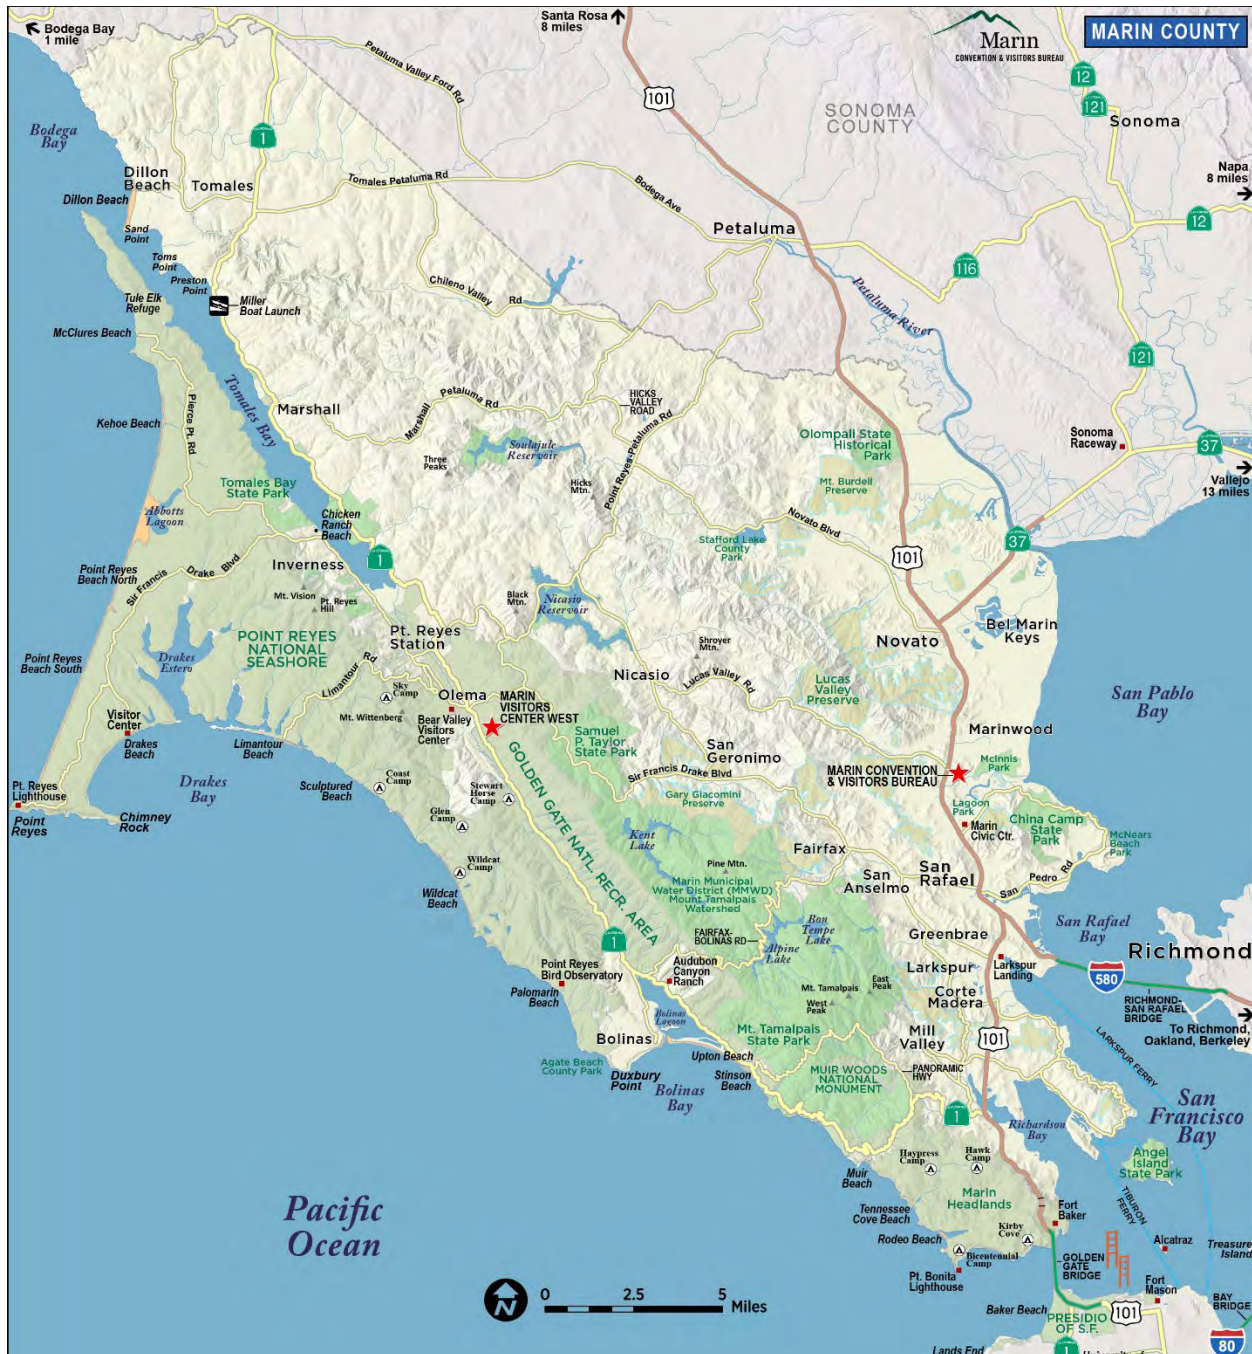 Bodega Bay
1 mile
Santa Rosa
8 miles
Marin
CONVENTION & VISITORS BUREAU
MARIN COUNTY
Petaluma Valley Ford Rd
101
12
121
SONOMA
COUNTY
Sonoma
Bodega
Bay
1
Dillon
Beach
Tomales
Tomales Petaluma Rd
Bodega Ave
Napa
8 miles
12
Dillon Beach
Sand
Point
Petaluma
116
Toms
Point
Preston
Point
Chileno Valley
Rd
Petaluma River
Tule Elk
Refuge
Miller
Boat Launch
McClures Beach
121
Tomales Bay
Pierce Pt. Rd
Marshall
Marshall
Petaluma Rd
HICKS
VALLEY
ROAD
Kehoe Beach
Point Reyes-Petaluma Rd
Olompali State
Historical
Park
Sonoma
Raceway
37
Soulajule
Reservoir
Three
Peaks
Hicks
Mtn.
Mt. Burdell
Preserve
Vallejo
13 miles
Tomales Bay
State Park
Abbotts
Lagoon
Chicken
Ranch
Beach
Novato Blvd
Stafford Lake
County
Park
37
101
1
Inverness
Point Reyes
Beach North
Sir Francis
Drake Blvd
Mt. Vision
Pt. Reyes
Hill
Black
Mtn.
Nicasio
Reservoir
Bel Marin
Keys
Novato
POINT REYES
NATIONAL
SEASHORE
Pt. Reyes
Station
Shroyer
Mtn.
Point Reyes
Beach South
Drakes
Estero
Limantour
Rd
Nicasio
Lucas Valley Rd
Lucas
Valley
Preserve
San Pablo
Bay
Sky
Camp
Olema
MARIN
VISITORS
CENTER WEST
Mt. Wittenberg
Bear Valley
Visitors
Center
Visitor
Center
Drakes
Beach
Limantour
Beach
Samuel
P. Taylor
State Park
San
Geronimo
Marinwood
McInnis
Park
MARIN CONVENTION
& VISITORS BUREAU
Sir Francis Drake Blvd
Drakes
Bay
Sculptured
Beach
Coast
Camp
Stewart
Horse
Camp
Glen
Camp
GOLDEN GATE NATL. RECR. AREA
Gary Giacomini
Preserve
Lagoon
Park
Marin
Civic Ctr.
China Camp
State
Park
McNears
Beach
Park
Pt. Reyes
Lighthouse
Point
Reyes
Chimney
Rock
Kent
Lake
Fairfax
Wildcat
Camp
Wildcat
Beach
Pine Mtn.
Marin Municipal
Water District (MMWD)
Mount Tamalpais
Watershed
San
Anselmo
San
Rafael
San
Pedro
Rd
San Rafael
Bay
Bon
Tempe
Lake
Alpine
Lake
FAIRFAX-
BOLINAS RD
Greenbrae
1
Richmond
Point Reyes
Bird Observatory
Audubon
Canyon
Ranch
Larkspur
Larkspur
Landing
580
Palomarin
Beach
Mt. Tamalpais
East
Peak
West
Peak
Corte
Madera
RICHMOND-
SAN RAFAEL
BRIDGE
To Richmond,
Oakland, Berkeley
Bolinas
Lagoon
Bolinas
Mt. Tamalpais
State Park
Mill
Valley
101
LARKSPUR FERRY
Agate Beach
County Park
Duxbury
Point
Upton Beach
Stinson
Beach
Bolinas
Bay
MUIR WOODS
NATIONAL
MONUMENT
PANORAMIC
HWY
1
Richardson
Bay
San
Francisco
Bay
Haypress
Camp
Hawk
Camp
Angel
Island
State Park
Muir
Beach
Marin
Headlands
TIBURON
FERRY
Pacific
Ocean
Tennessee
Cove Beach
Fort
Baker
Kirby
Cove
Rodeo Beach
Bicentennial
Camp
GOLDEN
GATE
BRIDGE
Alcatraz
Treasure
Island
Pt. Bonita
Lighthouse
Fort
Mason
N
0 2.5 5 Miles
Baker Beach
101
BAY
BRIDGE
PRESIDIO
OF S.F.
80
Lands End
1
University of